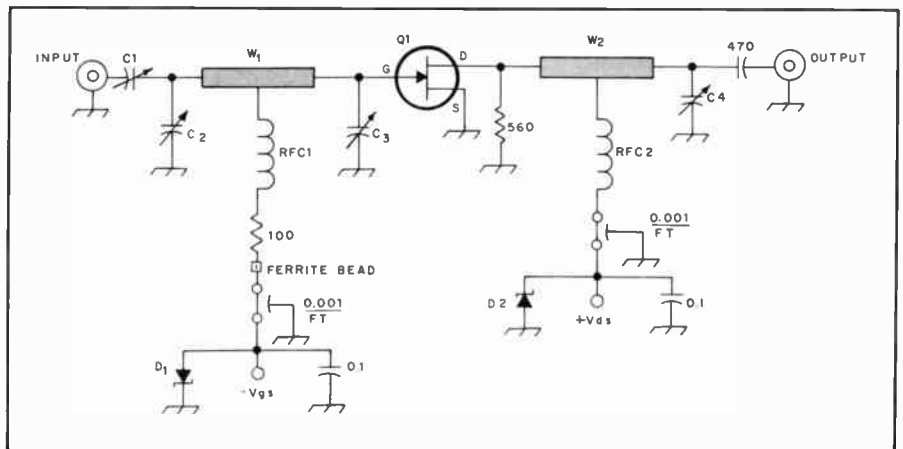 INPUT
C1
W1
Q1
G
D
S
W2
470
OUTPUT
C2
C3
560
C4
RFC1
RFC2
100
FERRITE BEAD
0.001
FT
0.001
FT
D1
-Vgs
0.1
D2
+Vds
0.1